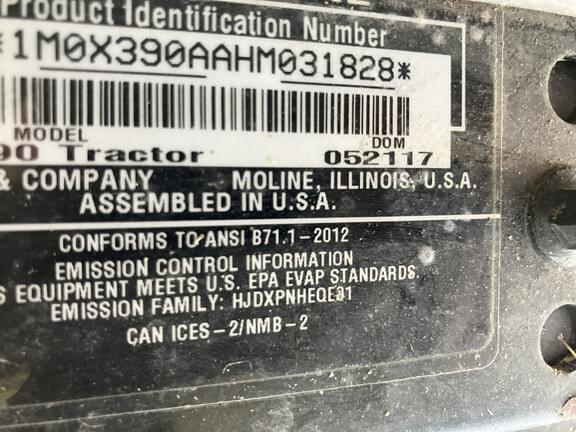 Product Identification Number
*1M0X390AAHM031828*
MODEL DOM
90 Tractor 052117
& COMPANY MOLINE, ILLINOIS, U.S.A.
ASSEMBLED IN U.S.A.
CONFORMS TO ANSI B71.1-2012
EMISSION CONTROL INFORMATION
S EQUIPMENT MEETS U.S. EPA EVAP STANDARDS.
EMISSION FAMILY:
CAN ICES-2/NMB-2